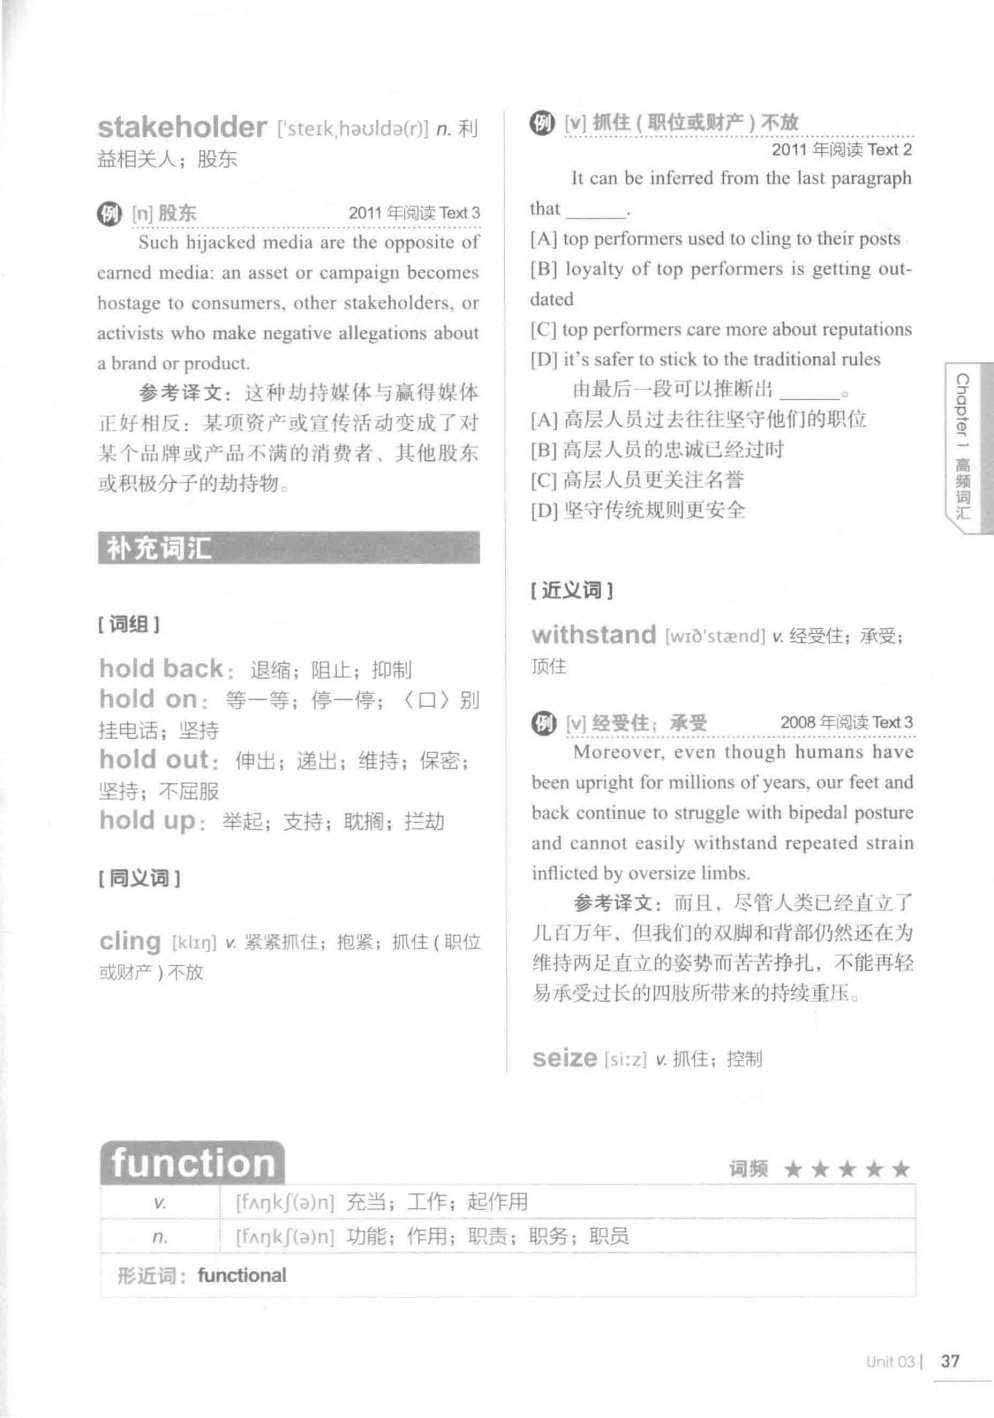 stakeholder ['steɪkˌhəʊldə(r)] n. 利
益相关人；股东
例 [n] 股东 2011 年阅读 Text 3
Such hijacked media are the opposite of
earned media: an asset or campaign becomes
hostage to consumers, other stakeholders, or
activists who make negative allegations about
a brand or product.
参考译文：这种劫持媒体与赢得媒体
正好相反：某项资产或宣传活动变成了对
某个品牌或产品不满的消费者、其他股东
或积极分子的劫持物。
补充词汇
[ 词组 ]
hold back：退缩；阻止；抑制
hold on：等一等；停一停；〈口〉别
挂电话；坚持
hold out：伸出；递出；维持；保密；
坚持；不屈服
hold up：举起；支持；耽搁；拦劫
[ 同义词 ]
cling [klɪŋ] v. 紧紧抓住；抱紧；抓住 ( 职位
或财产 ) 不放
例 [v] 抓住 ( 职位或财产 ) 不放
2011 年阅读 Text 2
It can be inferred from the last paragraph
that ______.
[A] top performers used to cling to their posts
[B] loyalty of top performers is getting out-
dated
[C] top performers care more about reputations
[D] it's safer to stick to the traditional rules
由最后一段可以推断出 ______。
[A] 高层人员过去往往坚守他们的职位
[B] 高层人员的忠诚已经过时
[C] 高层人员更关注名誉
[D] 坚守传统规则更安全
[ 近义词 ]
withstand [wɪð'stænd] v. 经受住；承受；
顶住
例 [v] 经受住；承受 2008 年阅读 Text 3
Moreover, even though humans have
been upright for millions of years, our feet and
back continue to struggle with bipedal posture
and cannot easily withstand repeated strain
inflicted by oversize limbs.
参考译文：而且，尽管人类已经直立了
几百万年，但我们的双脚和背部仍然还在为
维持两足直立的姿势而苦苦挣扎，不能再轻
易承受过长的四肢所带来的持续重压。
seize [siːz] v. 抓住；控制
Chapter 1 高频词汇
function 词频 ★★★★★
v. [fʌŋkʃ(ə)n] 充当；工作；起作用
n. [fʌŋkʃ(ə)n] 功能；作用；职责；职务；职员
形近词：functional
Unit 03 | 37